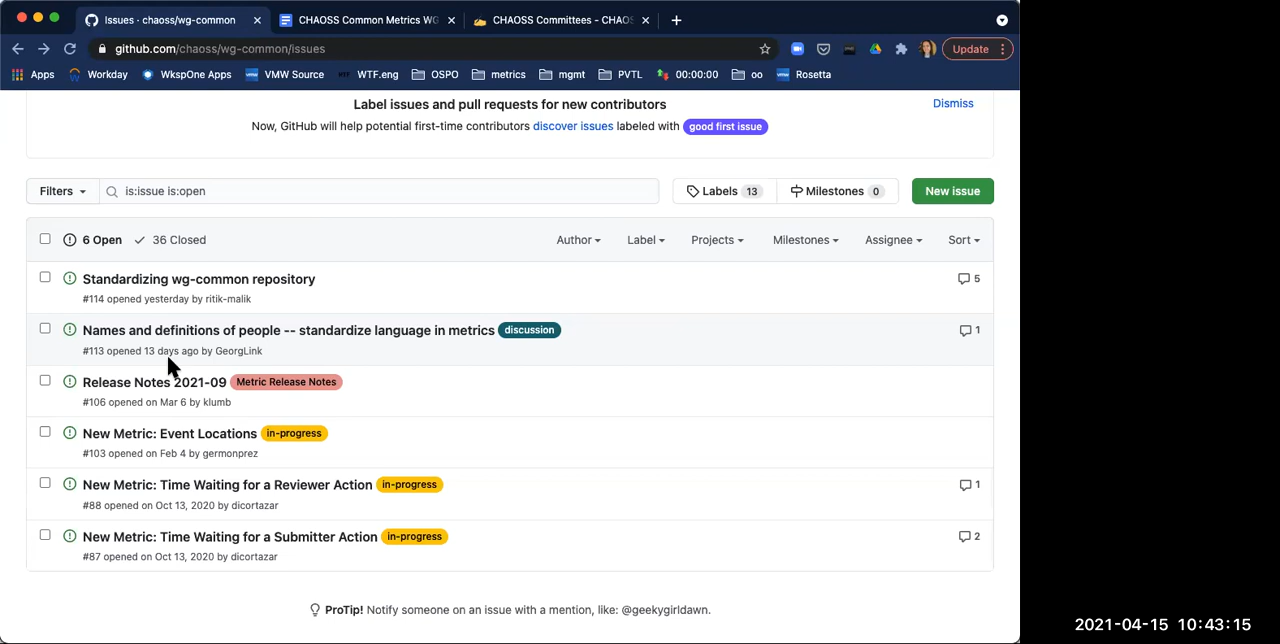 Issues · chaoss/wg-common
CHAOSS Common Metrics WG
CHAOSS Committees - CHAOS
github.com/chaoss/wg-common/issues
Update
Apps
Workday
WkspOne Apps
VMW Source
WTF.eng
OSPO
metrics
mgmt
PVTL
00:00:00
oo
Rosetta
Label issues and pull requests for new contributors
Dismiss
Now, GitHub will help potential first-time contributors discover issues labeled with good first issue
Filters
is:issue is:open
Labels 13
Milestones 0
New issue
6 Open
36 Closed
Author
Label
Projects
Milestones
Assignee
Sort
Standardizing wg-common repository
5
#114 opened yesterday by ritik-malik
Names and definitions of people -- standardize language in metrics discussion
1
#113 opened 13 days ago by GeorgLink
Release Notes 2021-09 Metric Release Notes
#106 opened on Mar 6 by klumb
New Metric: Event Locations in-progress
#103 opened on Feb 4 by germonprez
New Metric: Time Waiting for a Reviewer Action in-progress
1
#88 opened on Oct 13, 2020 by dicortazar
New Metric: Time Waiting for a Submitter Action in-progress
2
#87 opened on Oct 13, 2020 by dicortazar
ProTip! Notify someone on an issue with a mention, like: @geekygirldawn.
2021-04-15 10:43:15